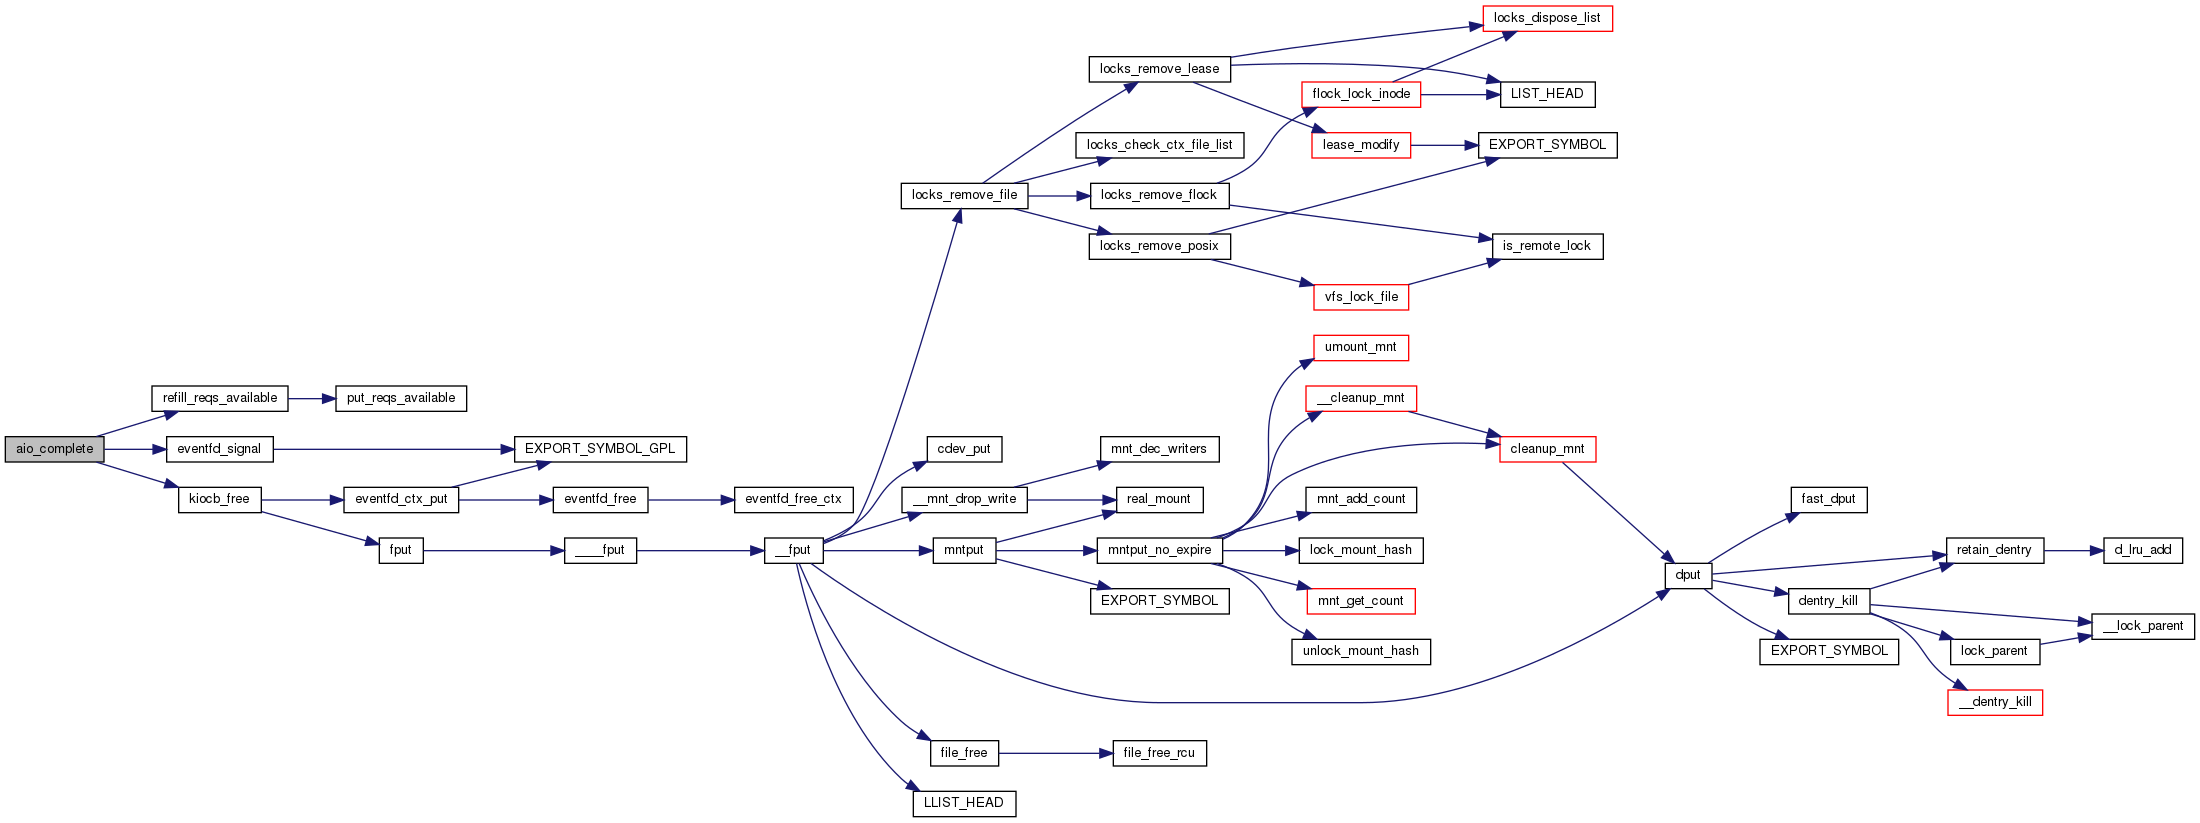 locks_dispose_list
locks_remove_lease
flock_lock_inode
LIST_HEAD
locks_check_ctx_file_list
lease_modify
EXPORT_SYMBOL
locks_remove_file
locks_remove_flock
locks_remove_posix
is_remote_lock
vfs_lock_file
umount_mnt
refill_reqs_available
put_reqs_available
__cleanup_mnt
aio_complete
eventfd_signal
EXPORT_SYMBOL_GPL
cdev_put
mnt_dec_writers
cleanup_mnt
kiocb_free
eventfd_ctx_put
eventfd_free
eventfd_free_ctx
__mnt_drop_write
real_mount
mnt_add_count
fast_dput
fput
____fput
__fput
mntput
mntput_no_expire
lock_mount_hash
retain_dentry
d_lru_add
dput
EXPORT_SYMBOL
mnt_get_count
dentry_kill
__lock_parent
unlock_mount_hash
EXPORT_SYMBOL
lock_parent
__dentry_kill
file_free
file_free_rcu
LLIST_HEAD